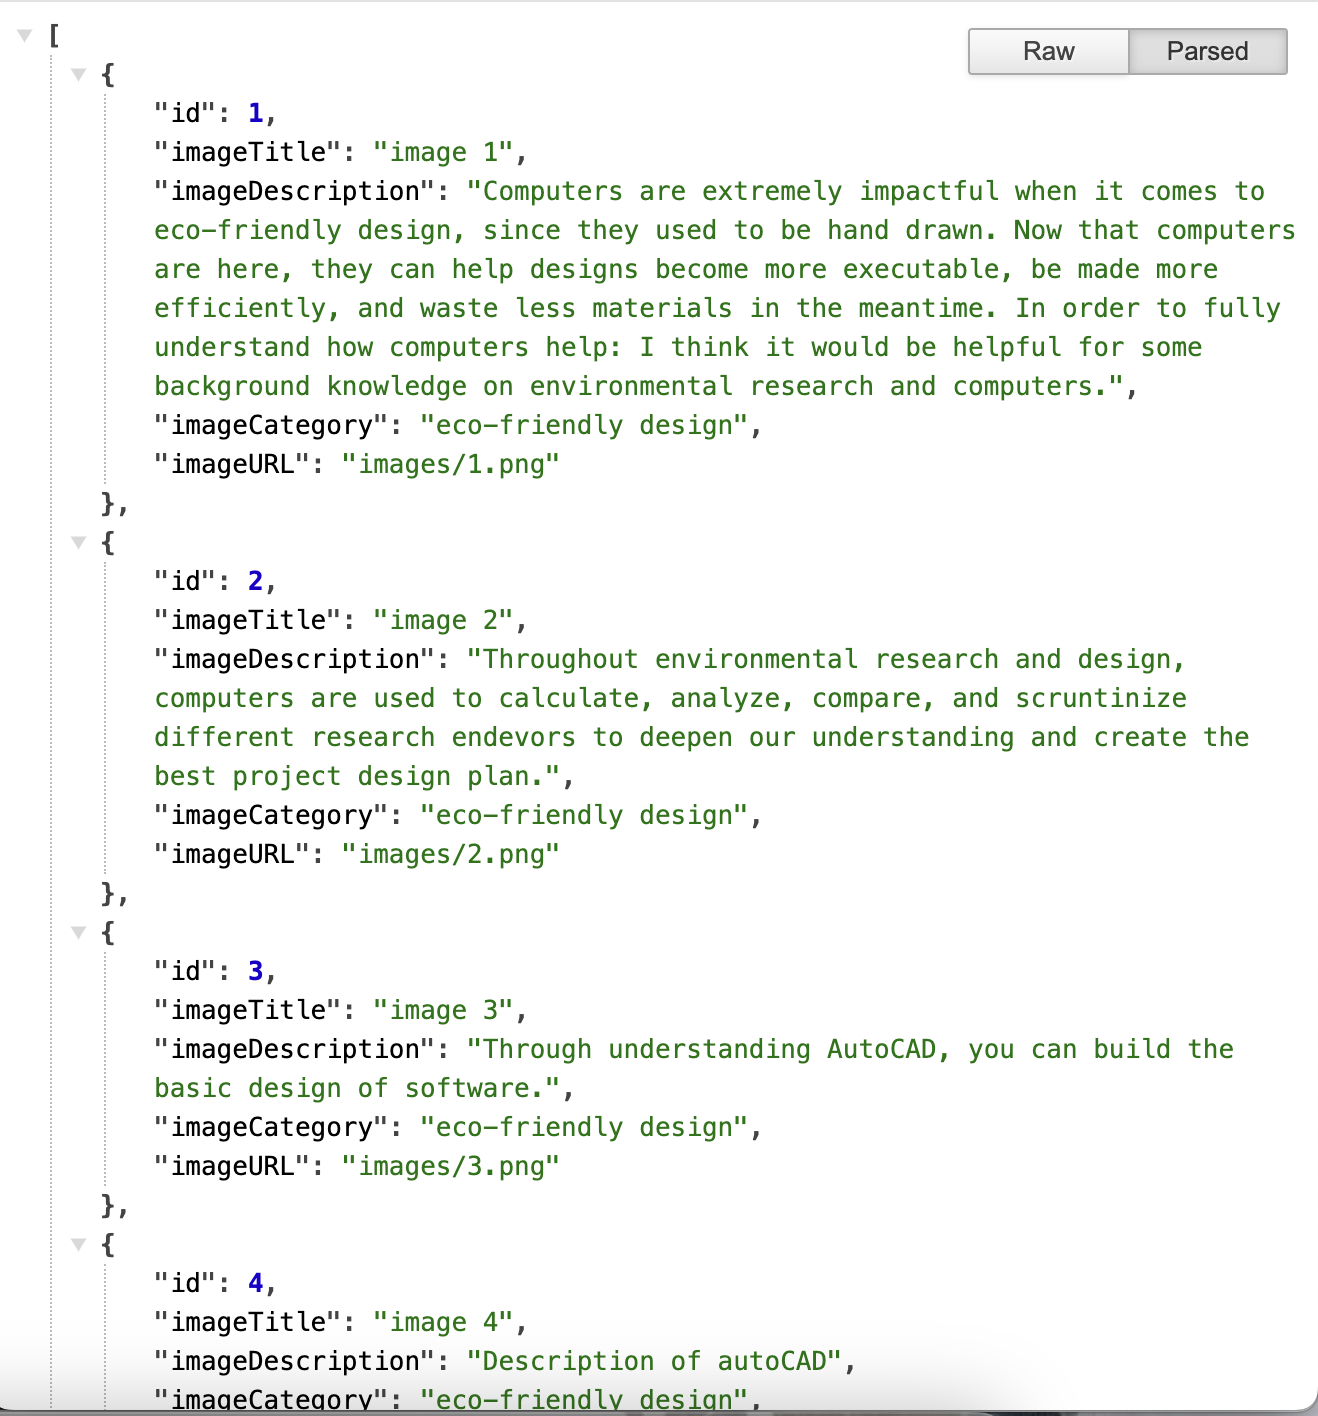 [
Raw Parsed
{
"id": 1,
"imageTitle": "image 1",
"imageDescription": "Computers are extremely impactful when it comes to
eco-friendly design, since they used to be hand drawn. Now that computers
are here, they can help designs become more executable, be made more
efficiently, and waste less materials in the meantime. In order to fully
understand how computers help: I think it would be helpful for some
background knowledge on environmental research and computers.",
"imageCategory": "eco-friendly design",
"imageURL": "images/1.png"
},
{
"id": 2,
"imageTitle": "image 2",
"imageDescription": "Throughout environmental research and design,
computers are used to calculate, analyze, compare, and scruntinize
different research endevors to deepen our understanding and create the
best project design plan.",
"imageCategory": "eco-friendly design",
"imageURL": "images/2.png"
},
{
"id": 3,
"imageTitle": "image 3",
"imageDescription": "Through understanding AutoCAD, you can build the
basic design of software.",
"imageCategory": "eco-friendly design",
"imageURL": "images/3.png"
},
{
"id": 4,
"imageTitle": "image 4",
"imageDescription": "Description of autoCAD",
"imageCategory": "eco-friendly design",